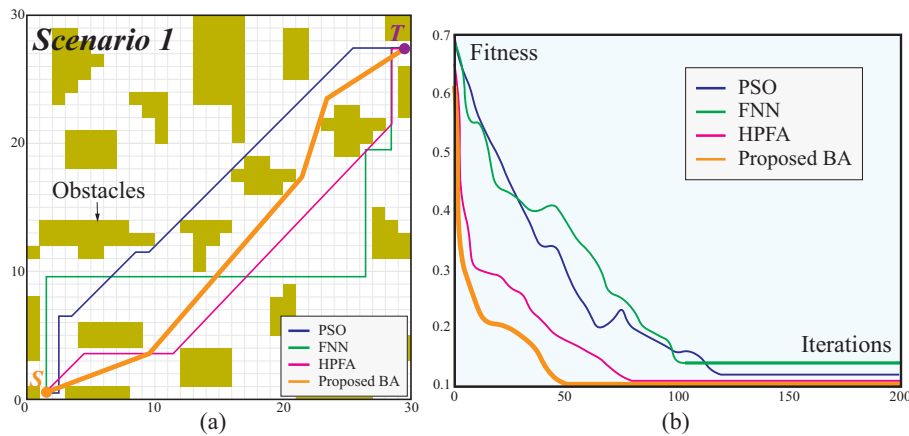 Scenario 1
T
Obstacles
S
30
20
10
0
10
20
30
PSO
FNN
HPFA
Proposed BA
(a)
0.7
0.6
0.5
0.4
0.3
0.2
0.1
Fitness
PSO
FNN
HPFA
Proposed BA
Iterations
0
50
100
150
200
(b)